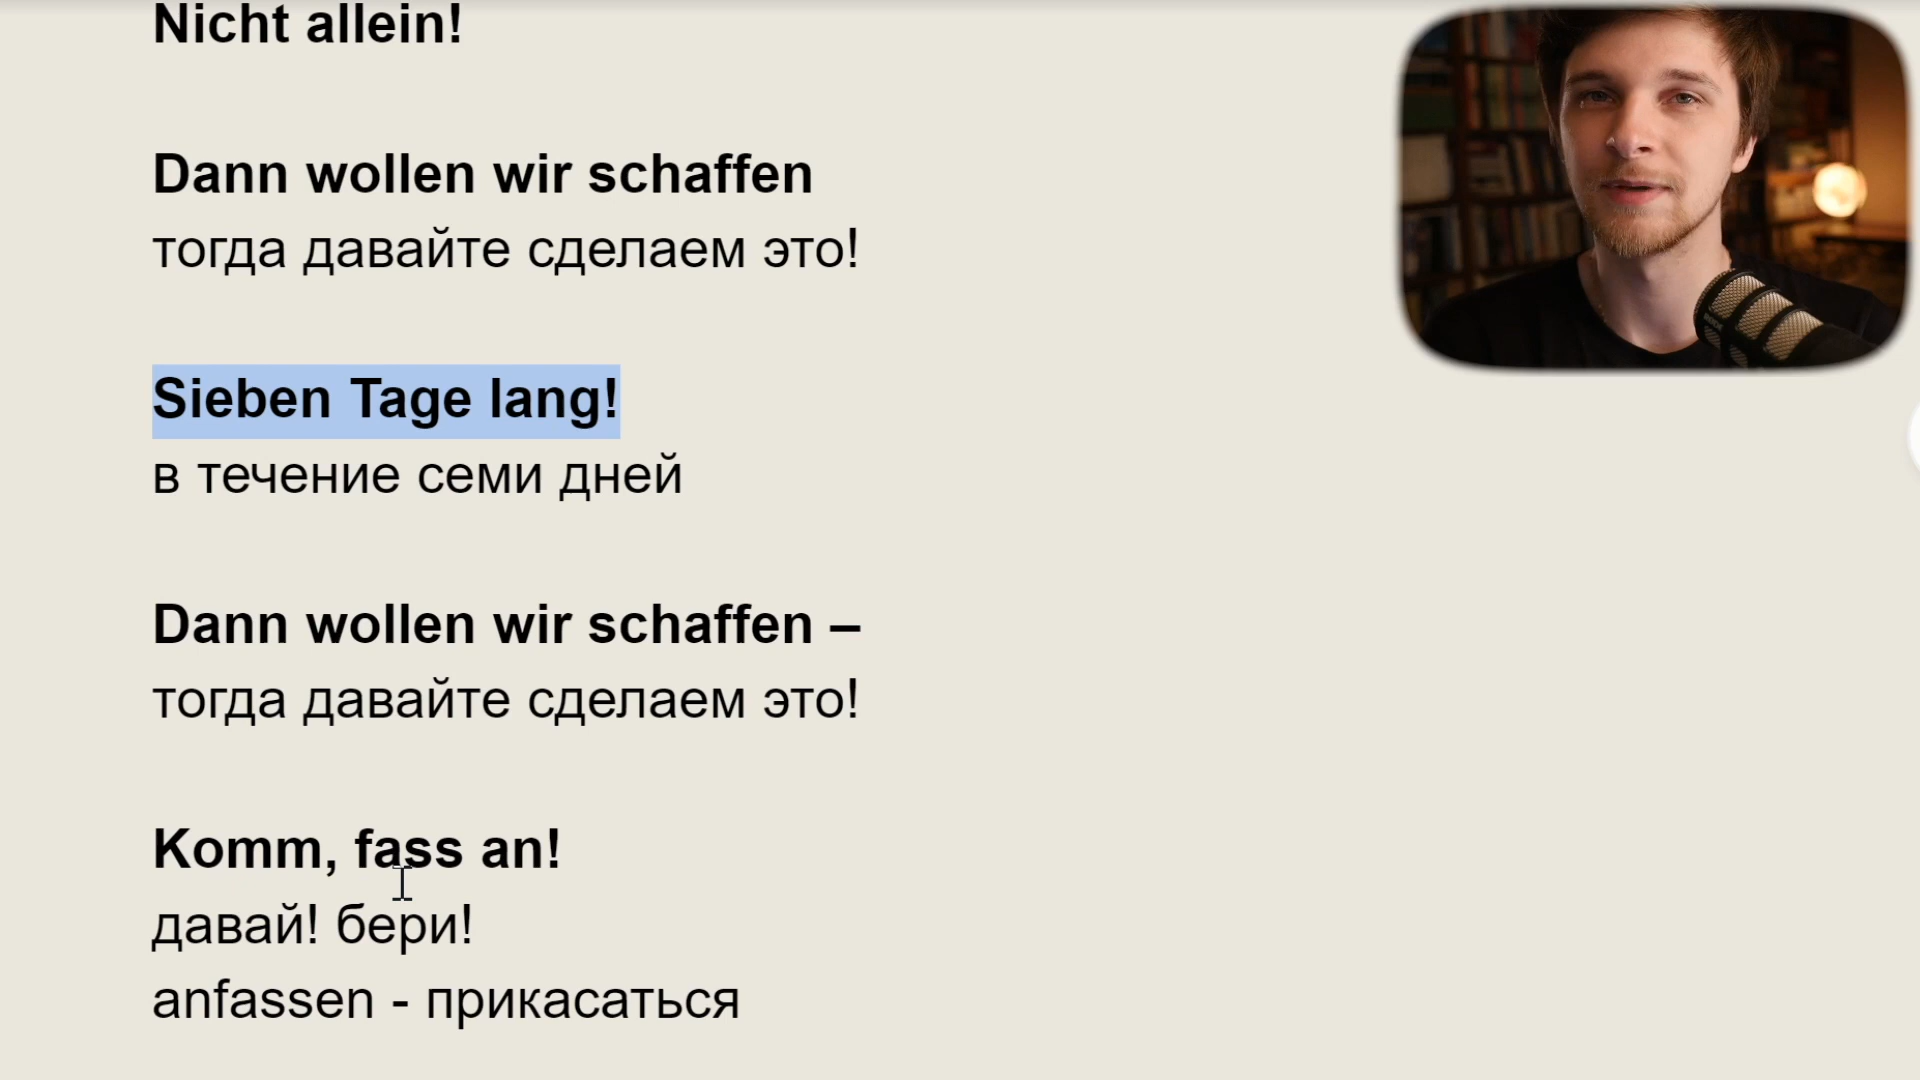 Nicht allein!
Dann wollen wir schaffen
тогда давайте сделаем это!
Sieben Tage lang!
в течение семи дней
Dann wollen wir schaffen –
тогда давайте сделаем это!
Komm, fass an!
давай! бери!
anfassen - прикасаться